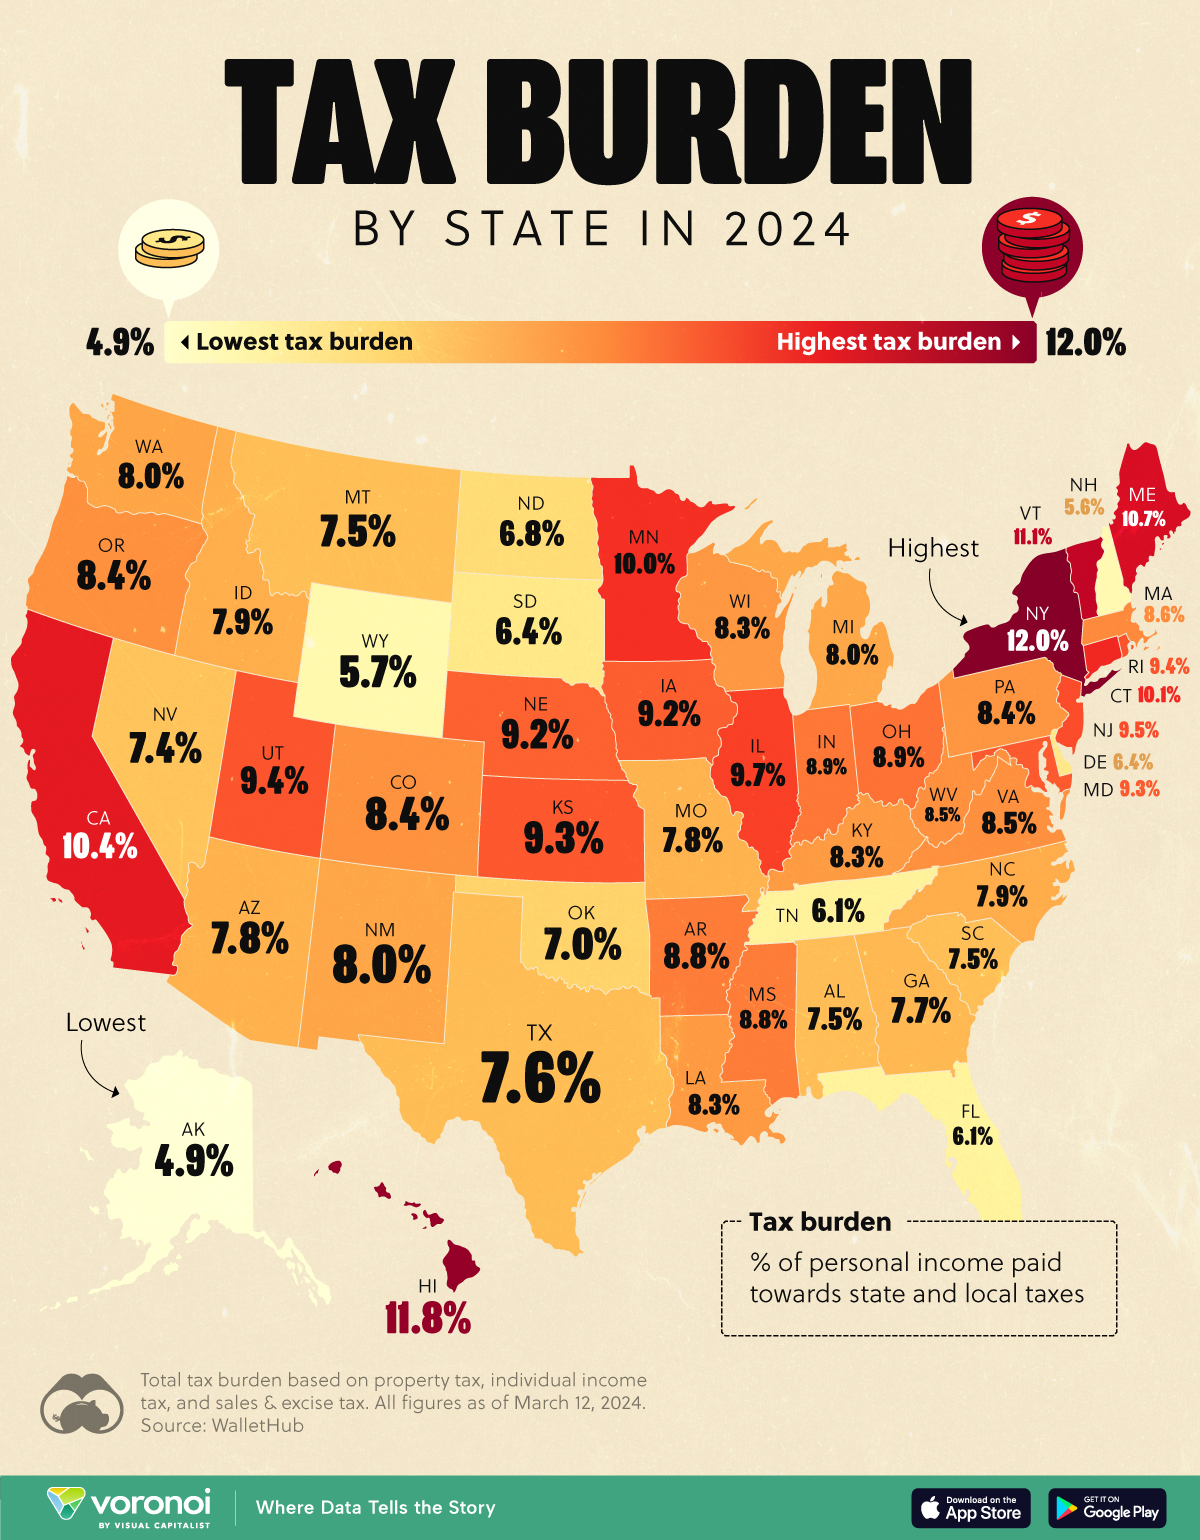 TAX BURDEN
BY STATE IN 2024
4.9%
Lowest tax burden
Highest tax burden
12.0%
WA
8.0%
OR
8.4%
CA
10.4%
NV
7.4%
ID
7.9%
MT
7.5%
WY
5.7%
UT
9.4%
CO
8.4%
AZ
7.8%
NM
8.0%
ND
6.8%
SD
6.4%
NE
9.2%
KS
9.3%
OK
7.0%
TX
7.6%
MN
10.0%
IA
9.2%
MO
7.8%
AR
8.8%
LA
8.3%
WI
8.3%
IL
9.7%
MI
8.0%
IN
8.9%
OH
8.9%
KY
8.3%
TN 6.1%
MS
8.8%
AL
7.5%
GA
7.7%
FL
6.1%
SC
7.5%
NC
7.9%
VA
8.5%
WV
8.5%
PA
8.4%
Highest
NY
12.0%
VT
11.1%
NH
5.6%
ME
10.7%
MA
8.6%
RI 9.4%
CT 10.1%
NJ 9.5%
DE 6.4%
MD 9.3%
Lowest
AK
4.9%
HI
11.8%
Tax burden
% of personal income paid
towards state and local taxes
Total tax burden based on property tax, individual income
tax, and sales & excise tax. All figures as of March 12, 2024.
Source: WalletHub
voronoi
BY VISUAL CAPITALIST
Where Data Tells the Story
Download on the
App Store
GET IT ON
Google Play